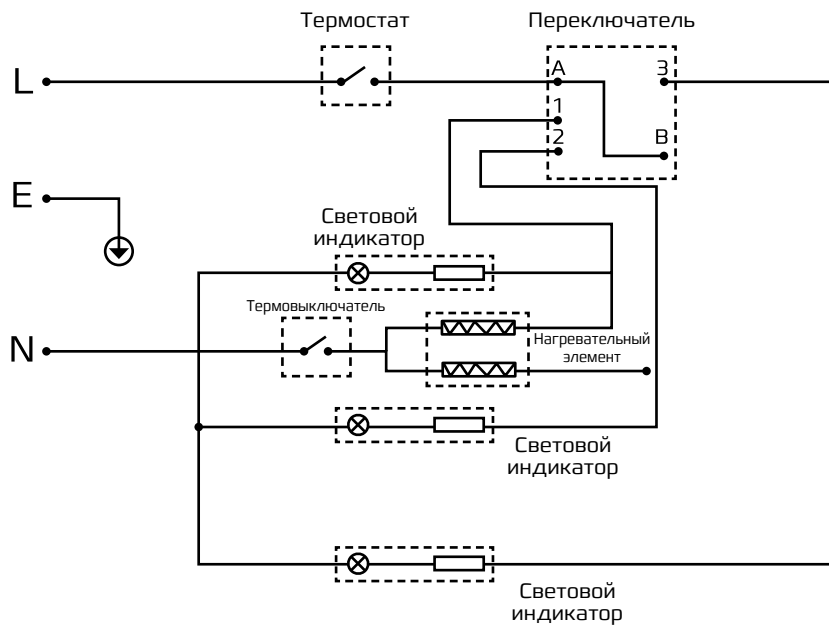 Термостат
Переключатель
L
A
3
1
2
B
E
Световой
индикатор
Термовыключатель
N
Нагревательный
элемент
Световой
индикатор
Световой
индикатор